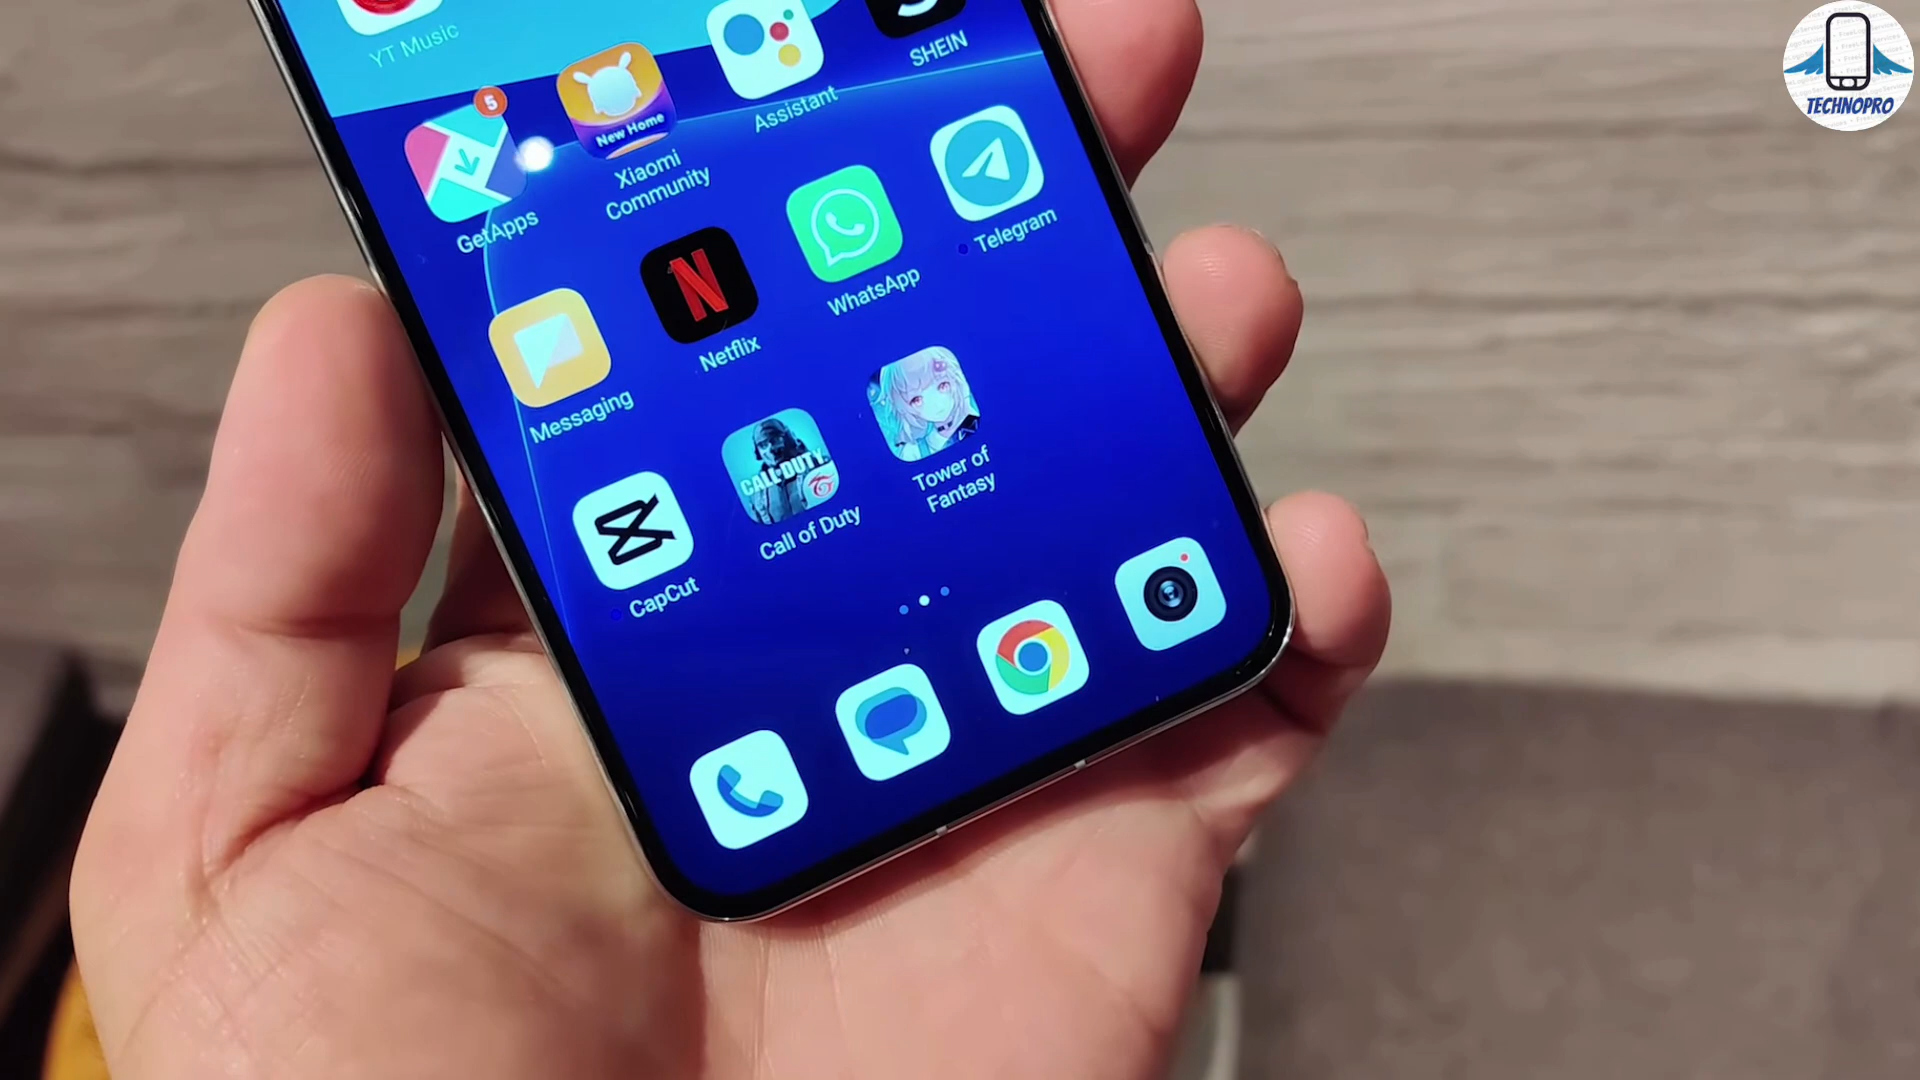 YT Music
SHEIN
Assistant
5
New Home
Xiaomi
Community
GetApps
Telegram
WhatsApp
Netflix
Messaging
CALL OF DUTY
Tower of
Fantasy
Call of Duty
CapCut
TECHNOPRO